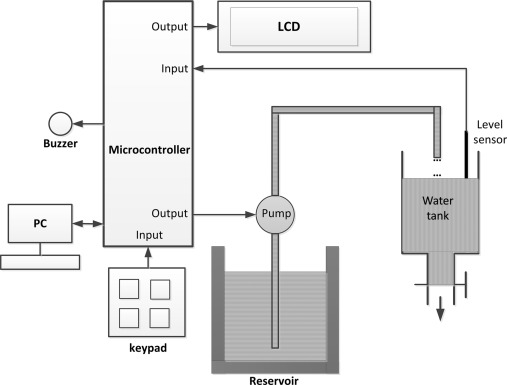 Output
LCD
Input
Level
sensor
Buzzer
Microcontroller
Water
tank
PC
Output
Pump
Input
keypad
Reservoir